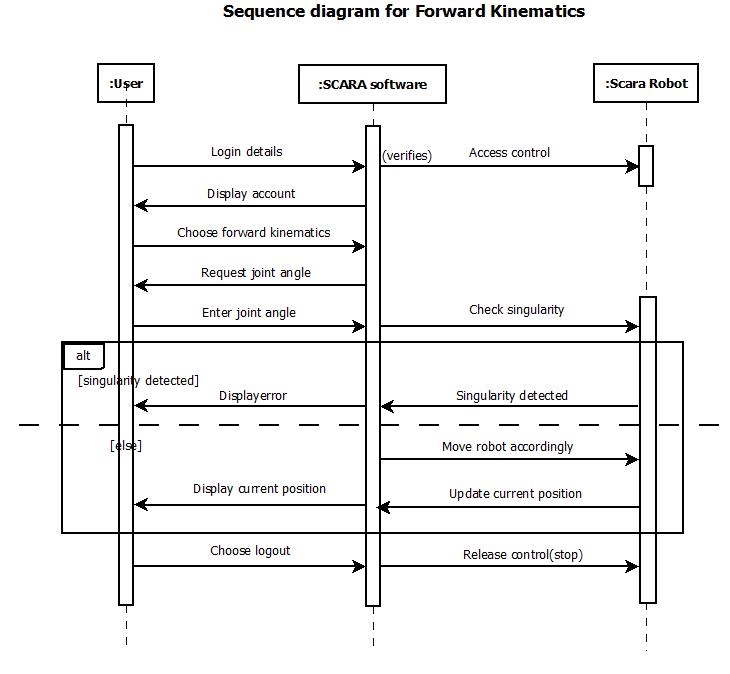 Sequence diagram for Forward Kinematics
:User
:SCARA software
:Scara Robot
Login details
(verifies)
Access control
Display account
Choose forward kinematics
Request joint angle
Enter joint angle
Check singularity
alt
[singularity detected]
Displayerror
Singularity detected
[else]
Move robot accordingly
Display current position
Update current position
Choose logout
Release control(stop)